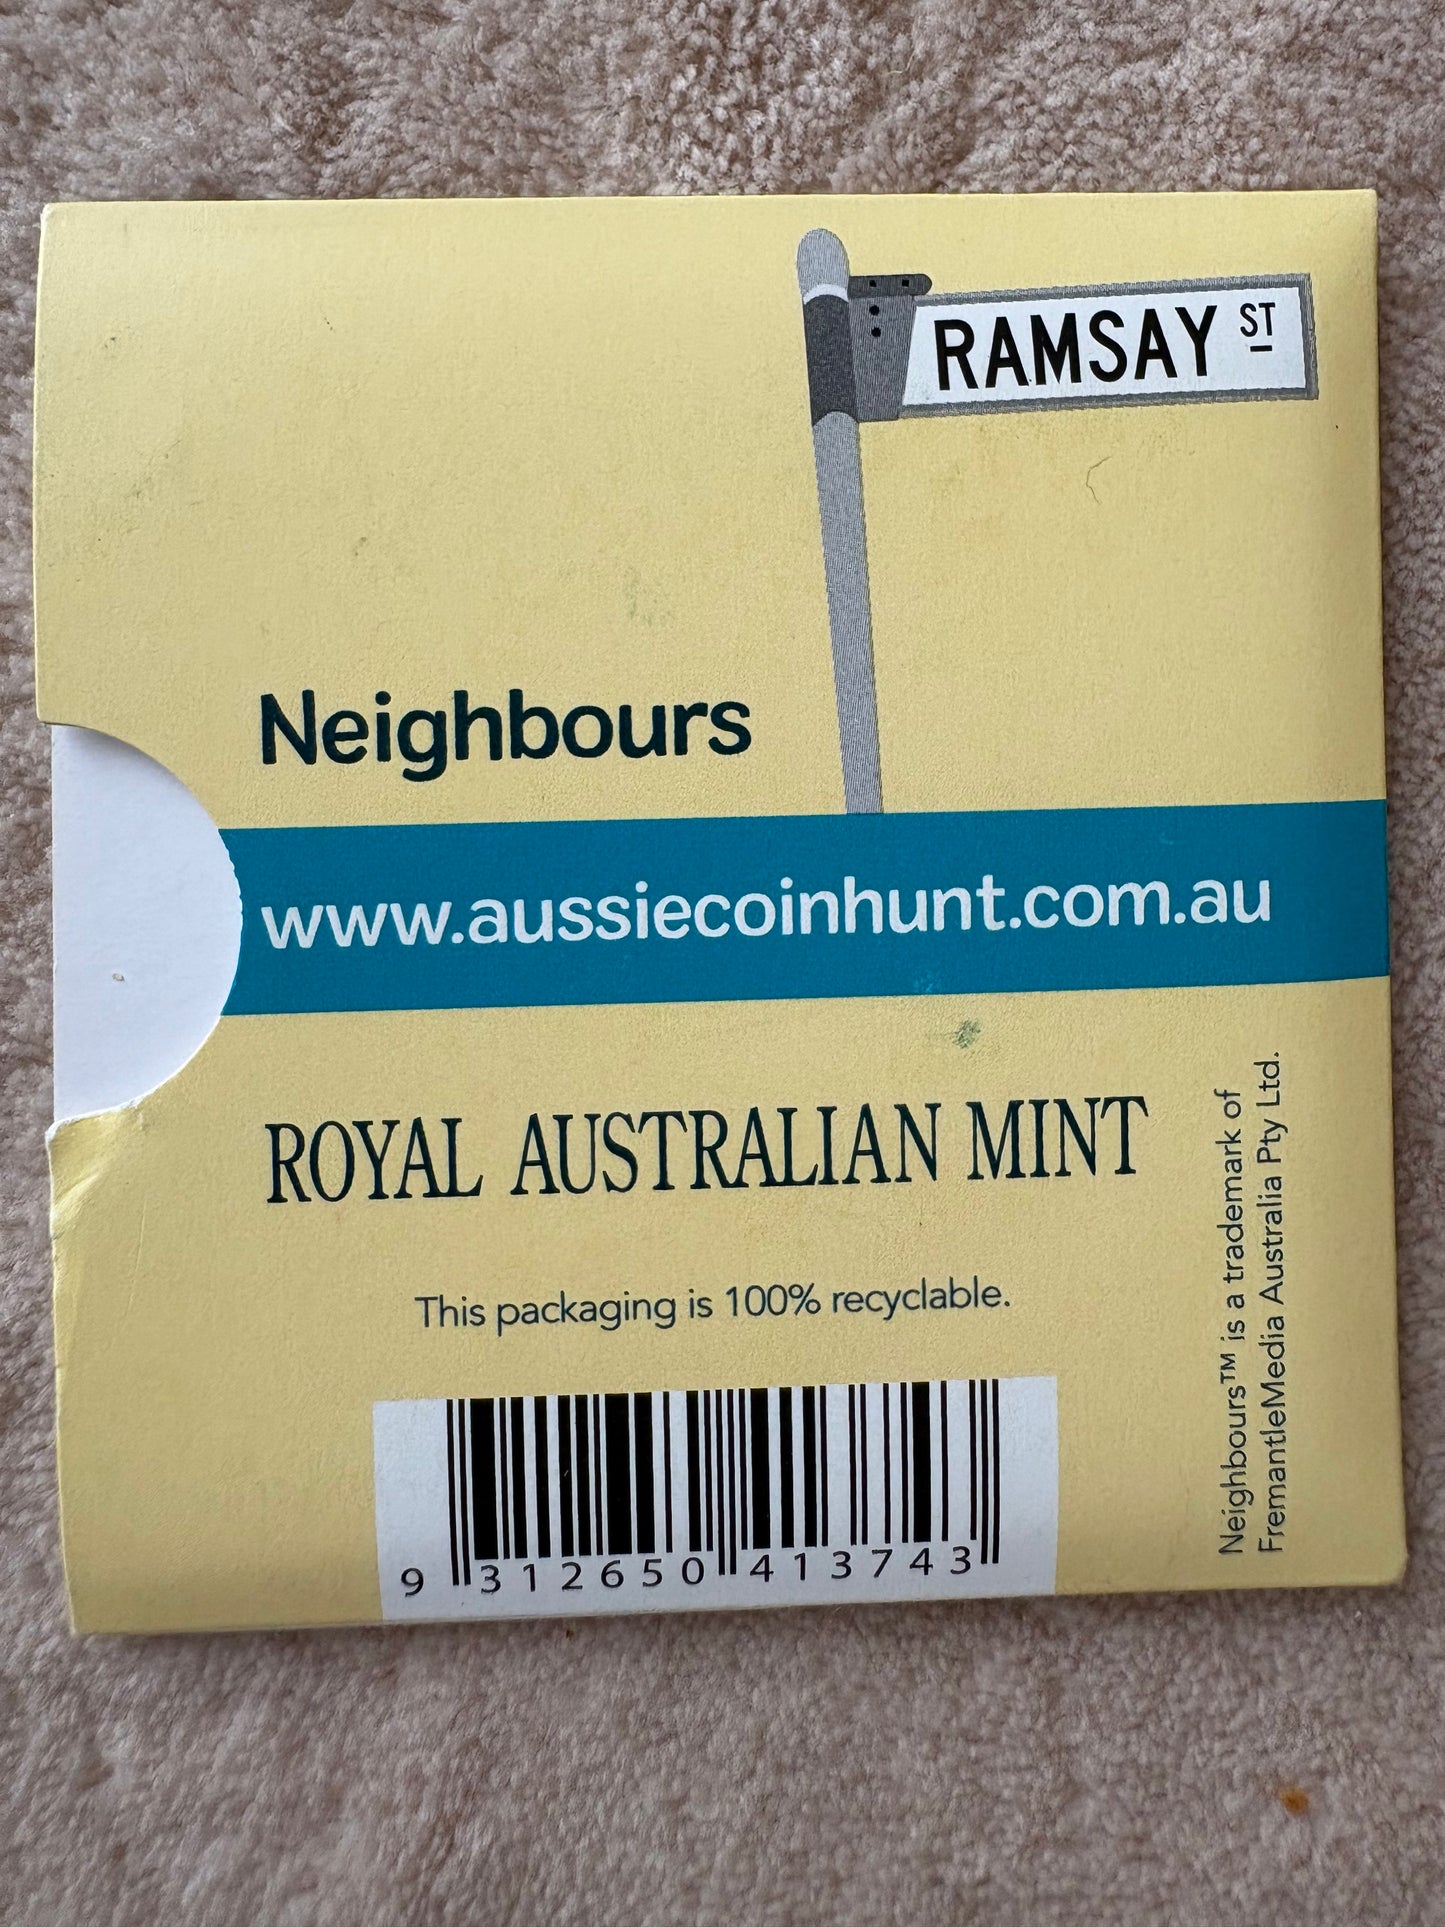 RAMSAY ST
Neighbours
www.aussiecoinhunt.com.au
ROYAL AUSTRALIAN MINT
This packaging is 100% recyclable.
Neighbours™ is a trademark of
FremantleMedia Australia Pty Ltd.
9 312650 413743